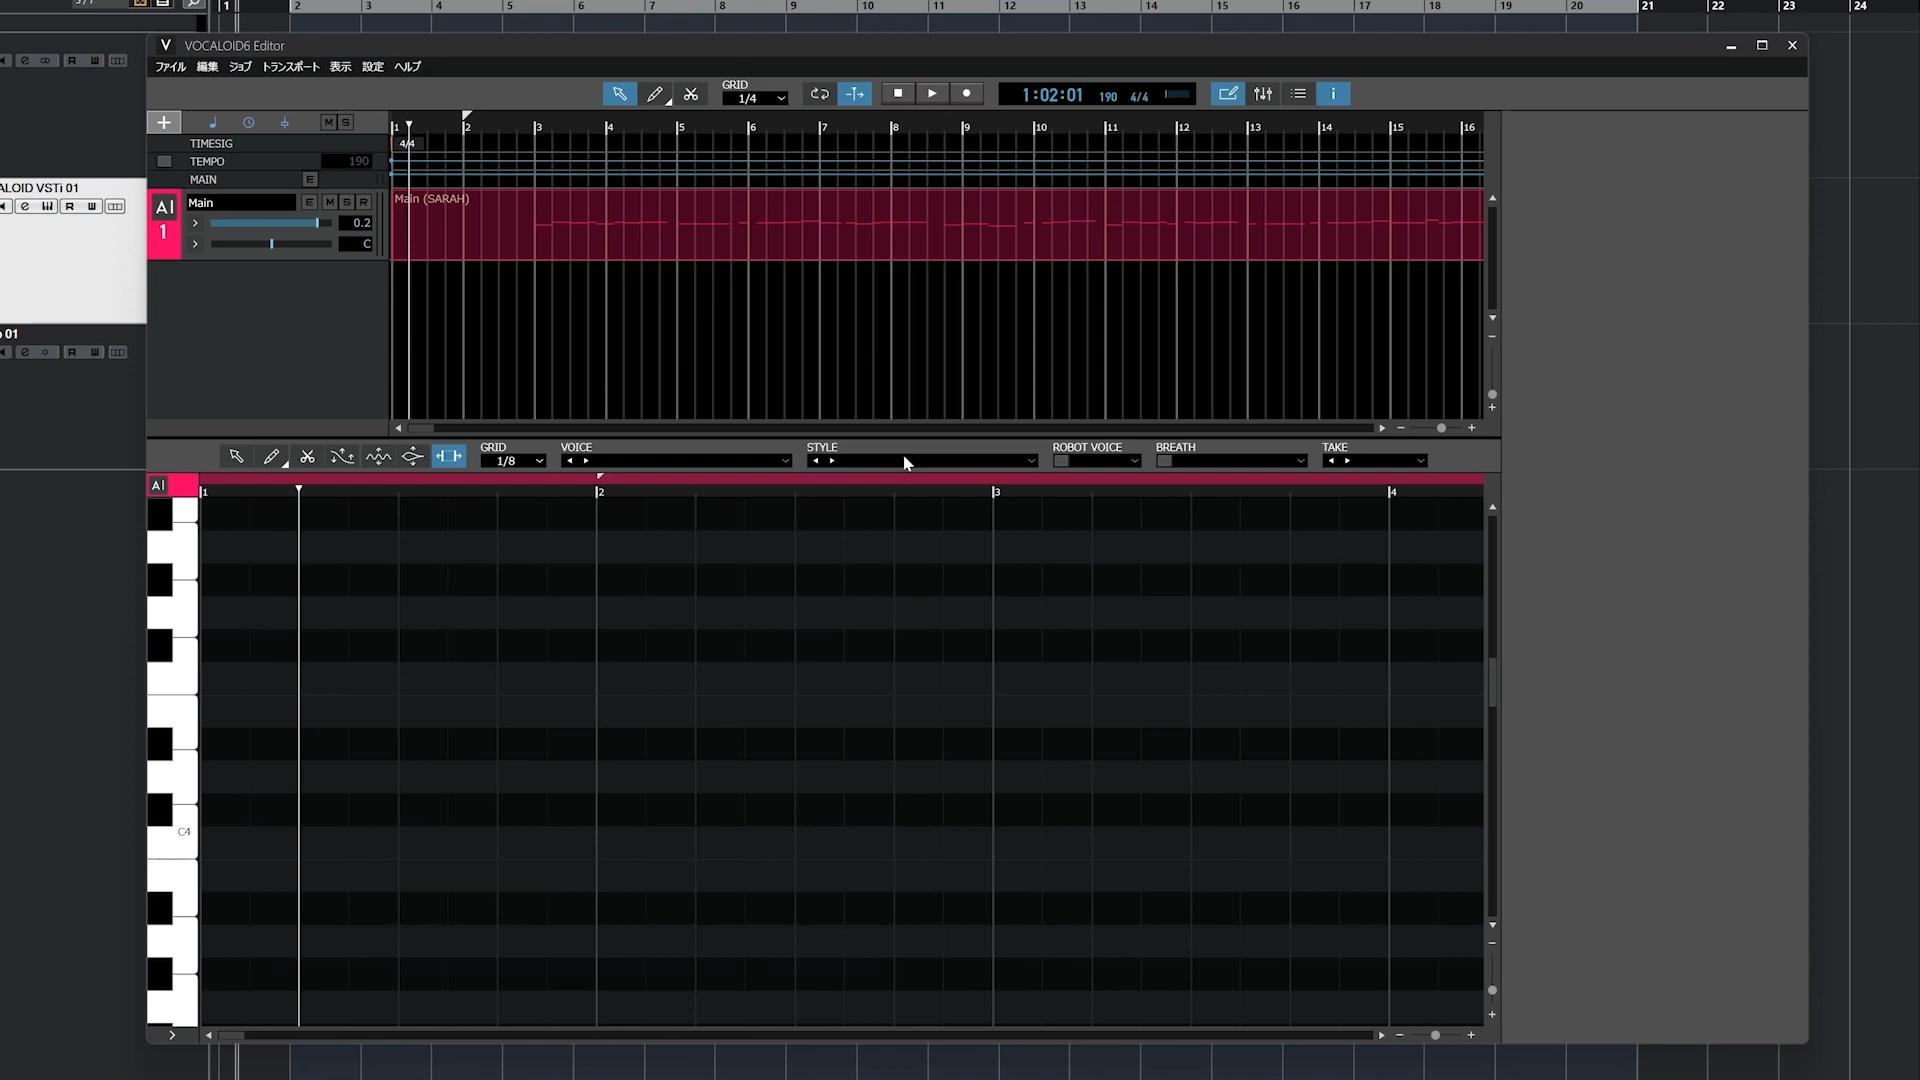 1 2 3 4 5 6 7 8 9 10 11 12 13 14 15 16 17 18 19 20 21 22 23 24
VOCALOID6 Editor
ファイル 編集 ジョブ トランスポート 表示 設定 ヘルプ
GRID
1/4
1:02:01 190 4/4
M S
1 2 3 4 5 6 7 8 9 10 11 12 13 14 15 16
TIMESIG
4/4
TEMPO 190
MAIN E
ALOID VSTi 01
AI
1
Main E M S R
0.2
C
Main (SARAH)
01
GRID
1/8
VOICE
STYLE
ROBOT VOICE
BREATH
TAKE
AI
1 2 3 4
C4